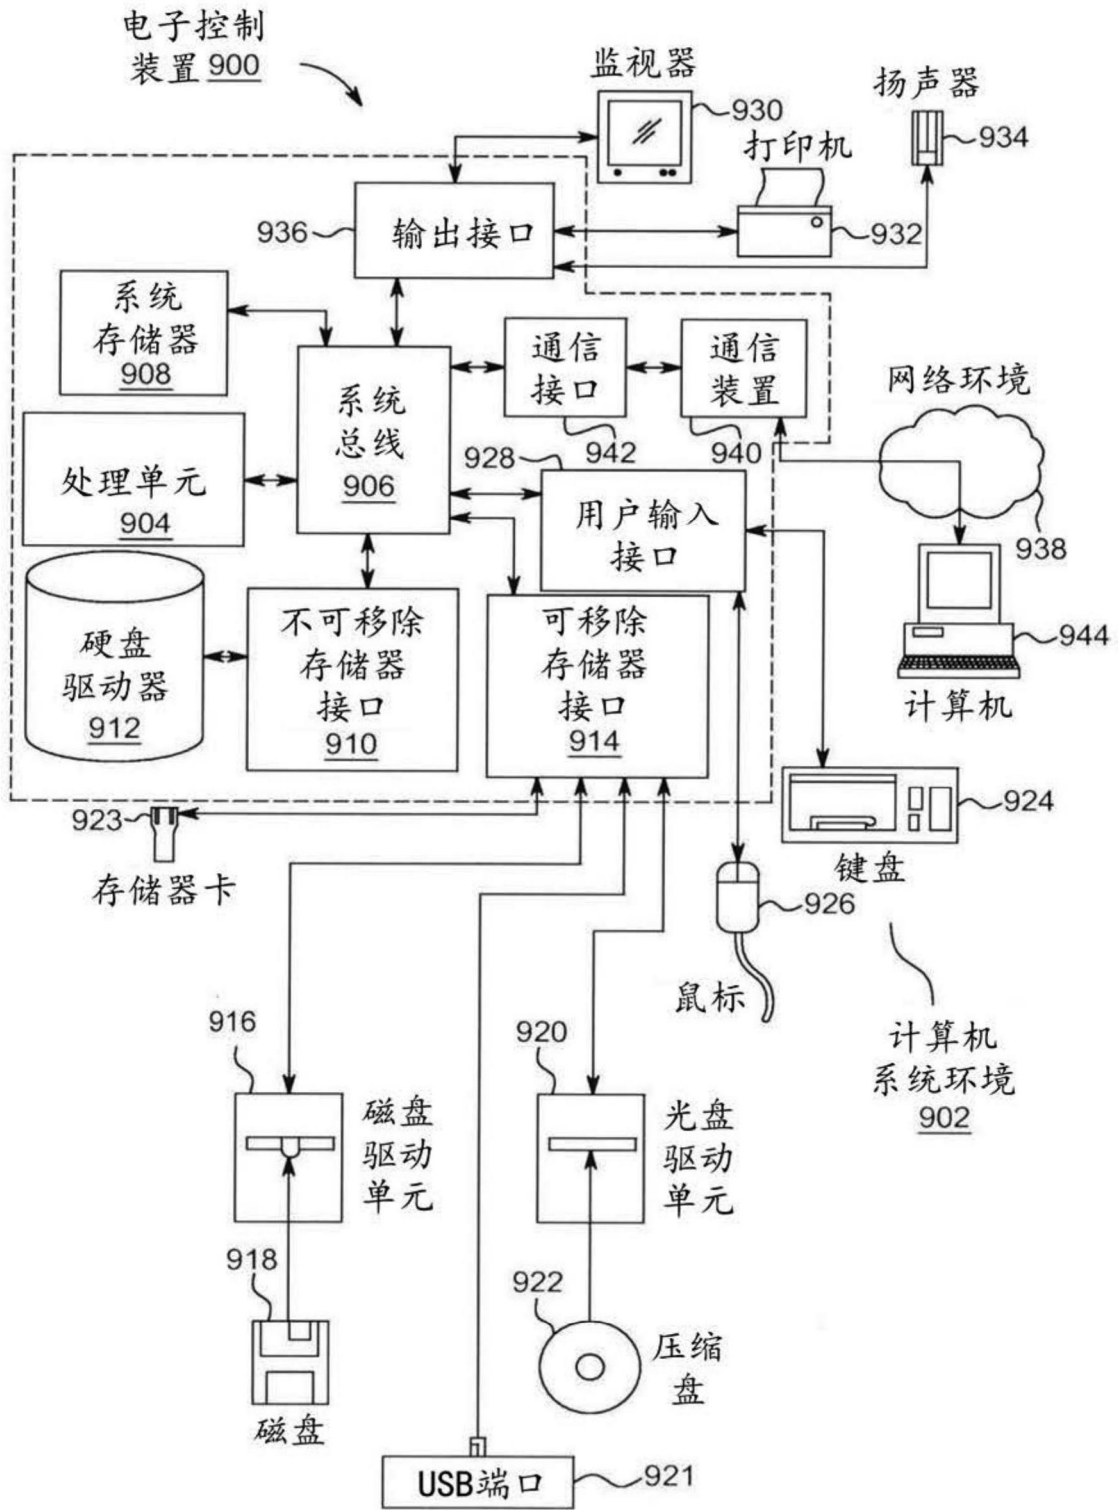 电子控制
装置 900
监视器
930
扬声器
934
打印机
932
936
输出接口
系统
存储器
908
通信
接口
942
通信
装置
940
网络环境
938
系统
总线
906
处理单元
904
928
用户输入
接口
944
计算机
硬盘
驱动器
912
不可移除
存储器
接口
910
可移除
存储器
接口
914
923
存储器卡
924
键盘
926
鼠标
计算机
系统环境
902
916
磁盘
驱动
单元
920
光盘
驱动
单元
918
磁盘
922
压缩
盘
USB端口
921